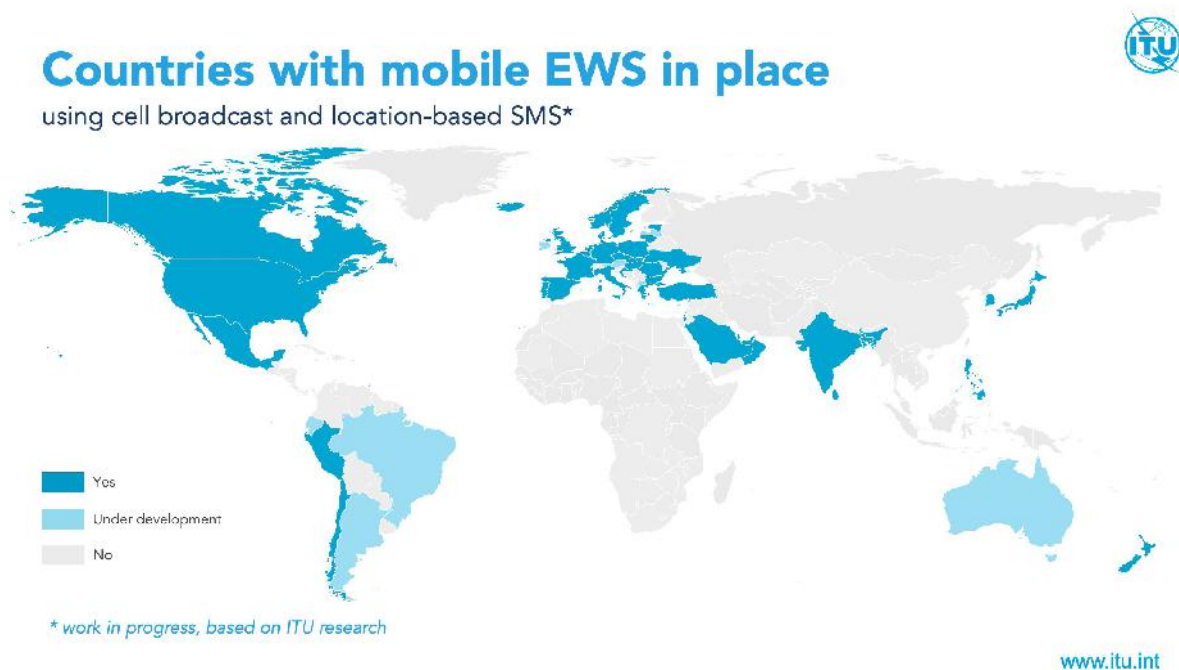 ITU
Countries with mobile EWS in place
using cell broadcast and location-based SMS*
Yes
Under development
No
* work in progress, based on ITU research
www.itu.int